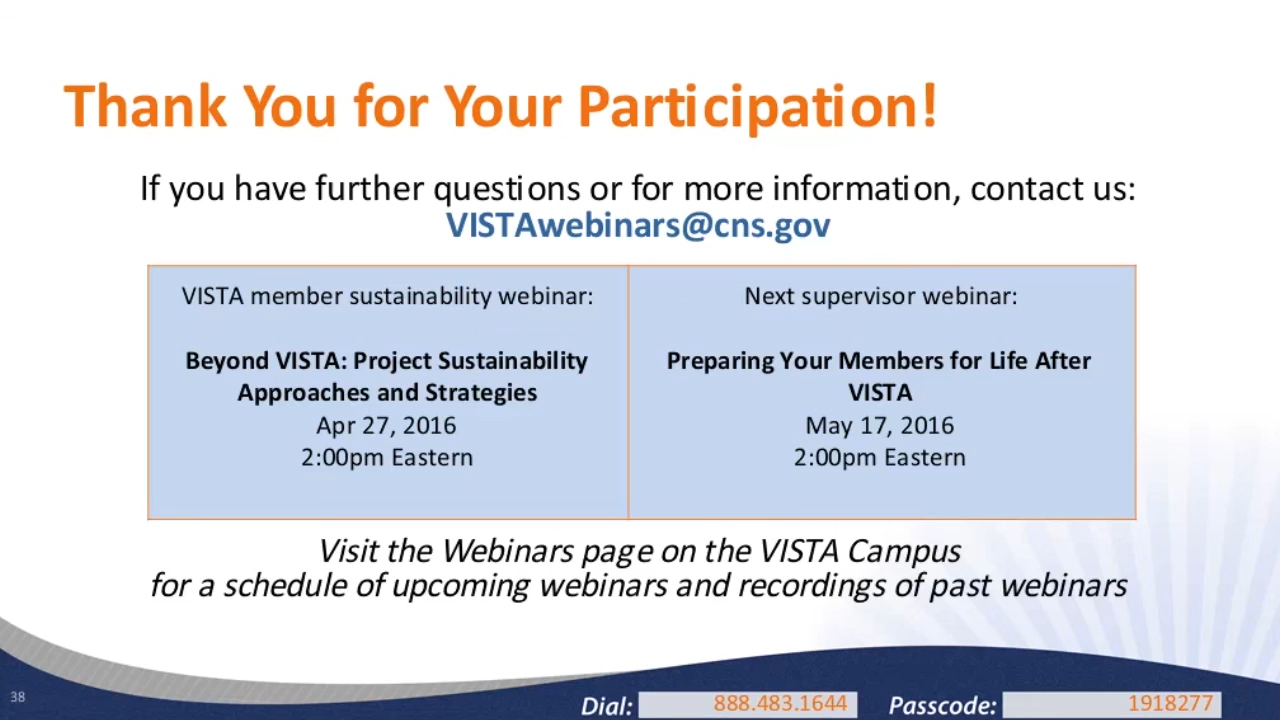 Thank You for Your Participation!
If you have further questions or for more information, contact us:
VISTAwebinars@cns.gov
VISTA member sustainability webinar:
Beyond VISTA: Project Sustainability
Approaches and Strategies
Apr 27, 2016
2:00pm Eastern
Next supervisor webinar:
Preparing Your Members for Life After
VISTA
May 17, 2016
2:00pm Eastern
Visit the Webinars page on the VISTA Campus
for a schedule of upcoming webinars and recordings of past webinars
38
Dial: 888.483.1644 Passcode: 1918277